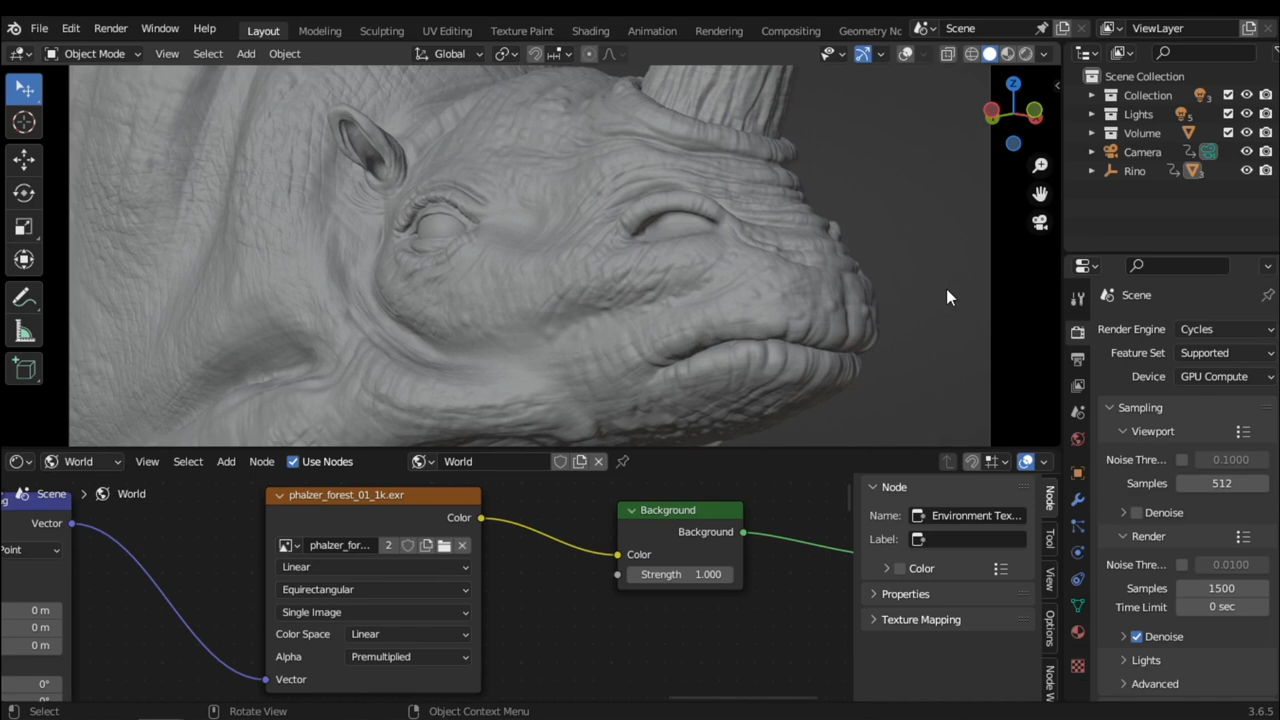 File Edit Render Window Help Layout Modeling Sculpting UV Editing Texture Paint Shading Animation Rendering Compositing Geometry Nc Scene ViewLayer
Object Mode View Select Add Object Global
Scene Collection
Collection 3
Lights 5
Volume
Camera
Rino 3
Z
Scene
Render Engine Cycles
Feature Set Supported
Device GPU Compute
Sampling
Viewport
Noise Thre... 0.1000
Samples 512
Denoise
Render
Noise Thre... 0.0100
Samples 1500
Time Limit 0 sec
Denoise
Lights
Advanced
World View Select Add Node Use Nodes World
Scene > World
Vector
Point
0 m
0 m
0 m
0°
phalzer_forest_01_1k.exr
Color
phalzer_for... 2
Linear
Equirectangular
Single Image
Color Space Linear
Alpha Premultiplied
Vector
Background
Background
Color
Strength 1.000
Node
Name: Environment Tex...
Label:
Color
Properties
Texture Mapping
Node
Tool
View
Options
Node W
Select Rotate View Object Context Menu 3.6.5